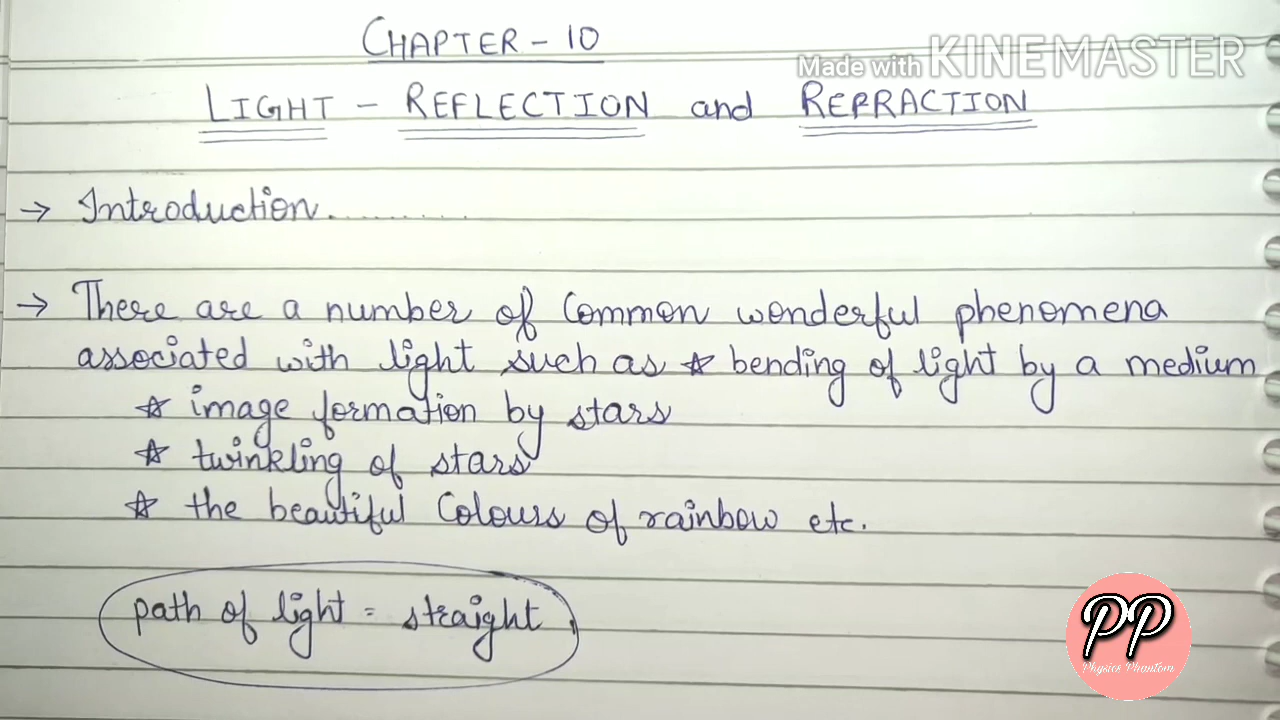 CHAPTER - 10
Made with KINEMASTER
LIGHT - REFLECTION and REFRACTION
→ Introduction..........
→ There are a number of Common wonderful phenomena
associated with light such as ☆ bending of light by a medium
☆ image formation by stars
☆ twinkling of stars
☆ the beautiful Colours of rainbow etc.
path of light = straight
PP
Physics Phantom